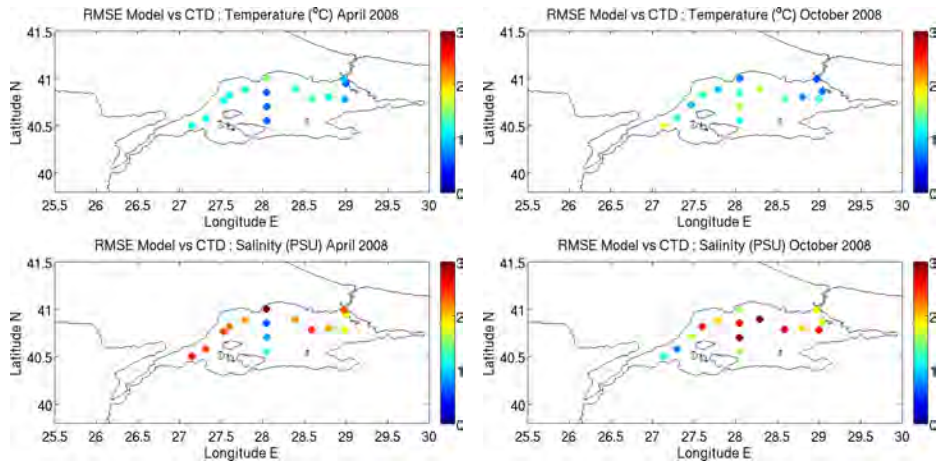 RMSE Model vs CTD : Temperature (°C) April 2008
41.5
41
40.5
40
Latitude N
25.5 26 26.5 27 27.5 28 28.5 29 29.5 30
Longitude E
3
2
1
0
RMSE Model vs CTD : Temperature (°C) October 2008
41.5
41
40.5
40
Latitude N
25.5 26 26.5 27 27.5 28 28.5 29 29.5 30
Longitude E
3
2
1
0
RMSE Model vs CTD : Salinity (PSU) April 2008
41.5
41
40.5
40
Latitude N
25.5 26 26.5 27 27.5 28 28.5 29 29.5 30
Longitude E
3
2
1
0
RMSE Model vs CTD : Salinity (PSU) October 2008
41.5
41
40.5
40
Latitude N
25.5 26 26.5 27 27.5 28 28.5 29 29.5 30
Longitude E
3
2
1
0